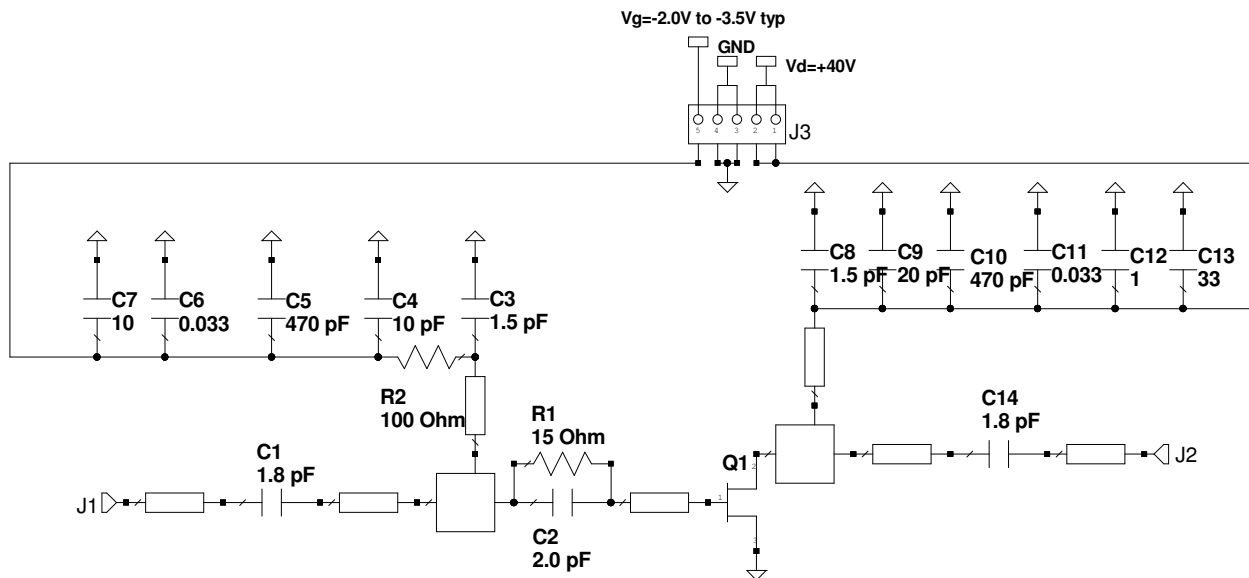 Vg=-2.0V to -3.5V typ
GND
Vd=+40V
5 4 3 2 1
J3
C7
10
C6
0.033
C5
470 pF
C4
10 pF
C3
1.5 pF
C8
1.5 pF
C9
20 pF
C10
470 pF
C11
0.033
C12
1
C13
33
R2
100 Ohm
R1
15 Ohm
C14
1.8 pF
C1
1.8 pF
Q1
2
J2
J1
1
C2
2.0 pF
3